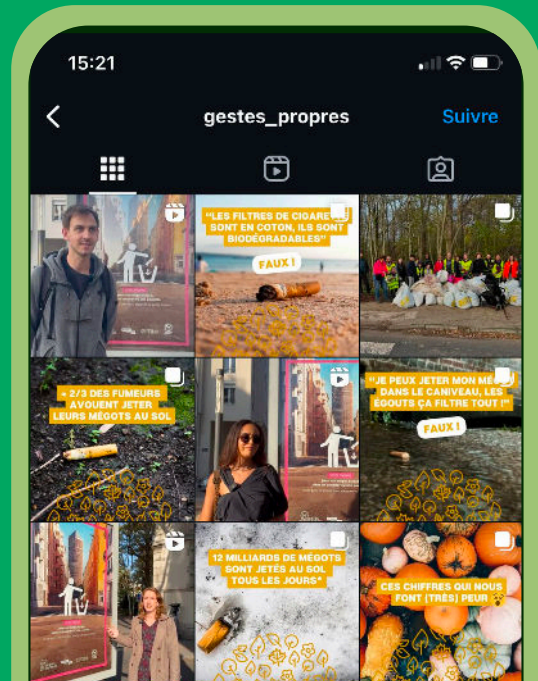 15:21
gestes_propres
Suivre
"LES FILTRES DE CIGARETTE
SONT EN COTON, ILS SONT
BIODÉGRADABLES"
FAUX !
« 2/3 DES FUMEURS
AVOUENT JETER
LEURS MÉGOTS AU SOL
"JE PEUX JETER MON MÉGOT
DANS LE CANIVEAU, LES
ÉGOUTS ÇA FILTRE TOUT !"
FAUX !
12 MILLIARDS DE MÉGOTS
SONT JETÉS AU SOL
TOUS LES JOURS*
CES CHIFFRES QUI NOUS
FONT (TRÈS) PEUR